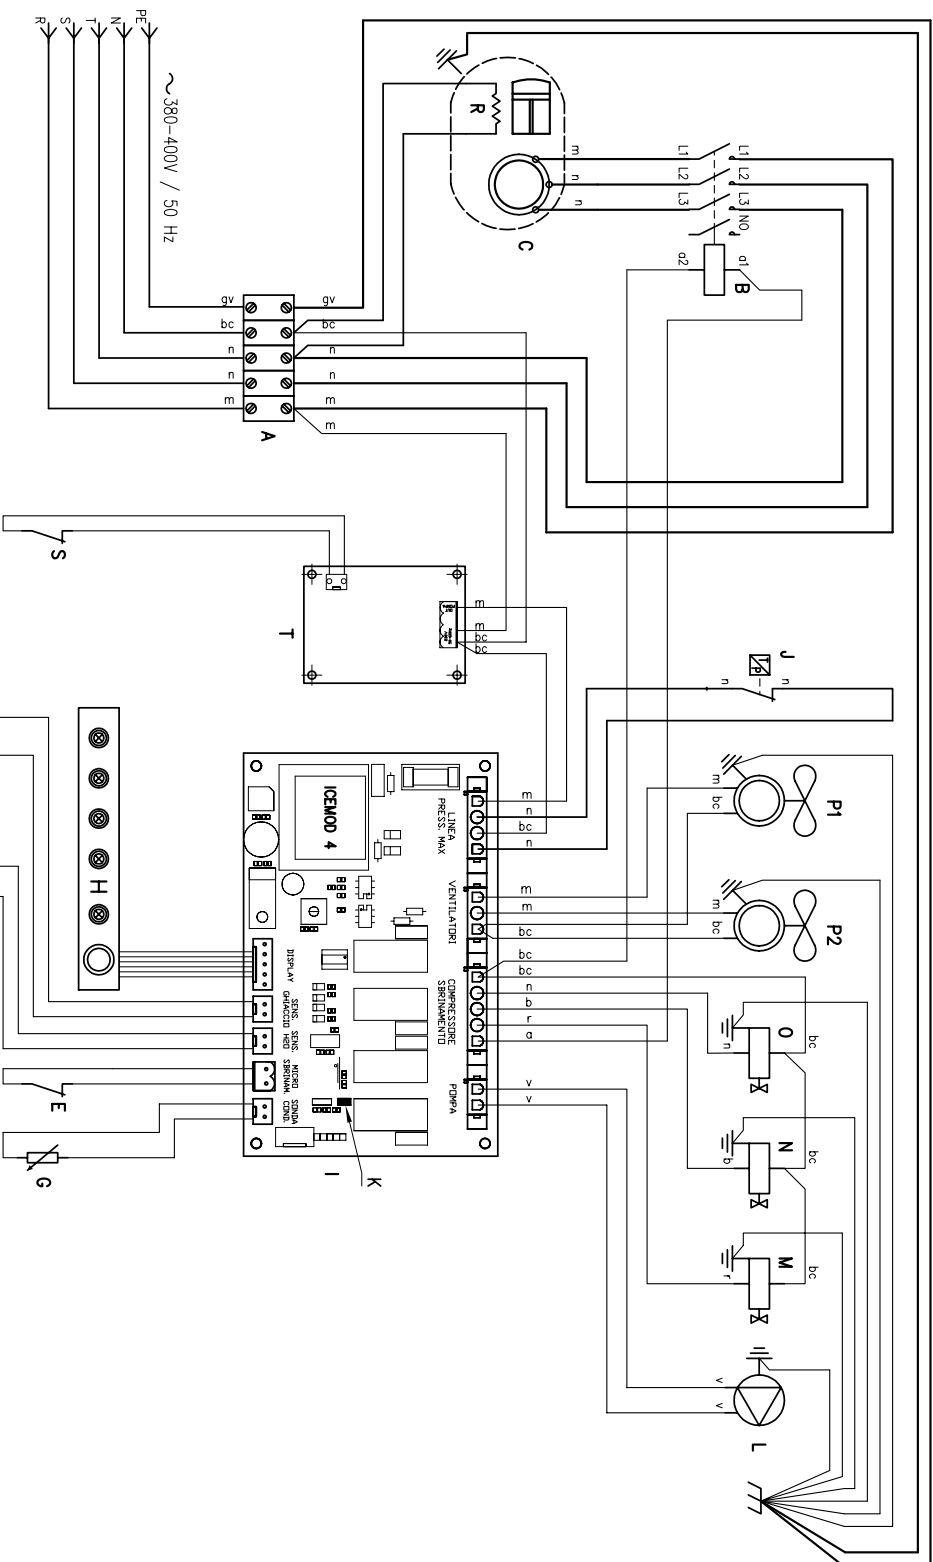 PE
N
T
S
R
~380-400V / 50 Hz
gv
bc
n
n
m
gv
bc
n
n
m
m
A
R
C
m
n
n
L1
L2
L3
L1
L2
L3
NO
a2
a1
B
S
T
m
m
bc
bc
J
T
P
n
n
P1
m
bc
P2
m
bc
H
ICEMOD 4
LINEA
PRESS. MAX
VENTILATORI
COMPRESSORE
SBRINAMENTO
POMPA
m
n
bc
n
m
m
bc
bc
bc
n
b
r
a
v
v
DISPLAY
SENS.
GHIACCIO
SENS.
H2O
MICRO
SBRINAM.
SONDA
COND.
I
K
E
G
O
n
bc
N
b
bc
M
r
bc
v
v
L